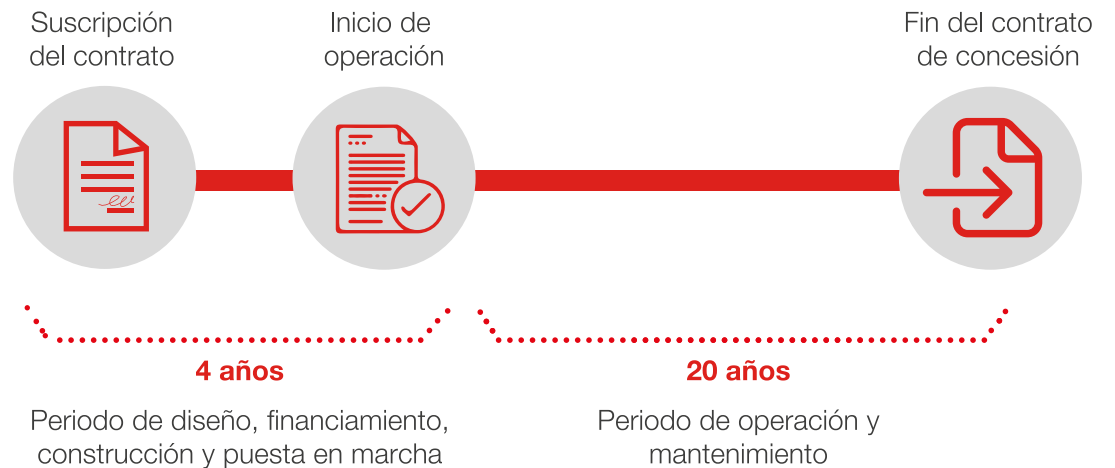 Suscripción
del contrato
Inicio de
operación
Fin del contrato
de concesión
4 años
Periodo de diseño, financiamiento,
construcción y puesta en marcha
20 años
Periodo de operación y
mantenimiento